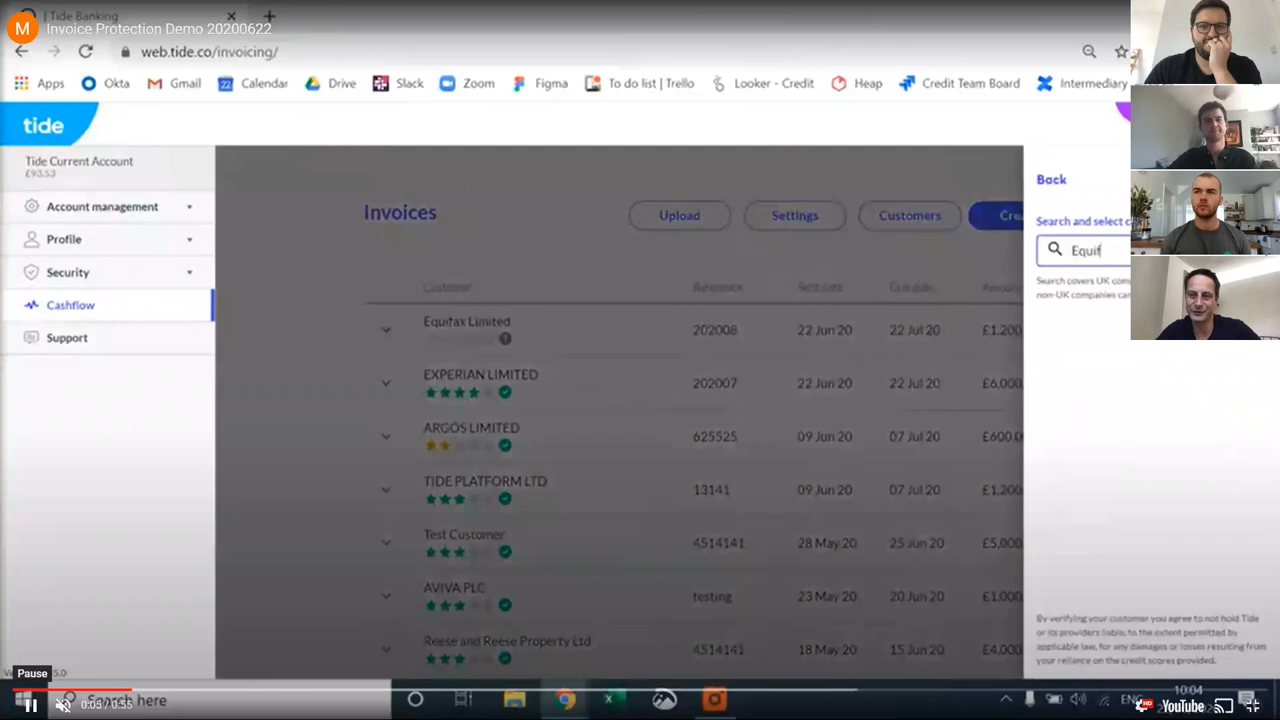 | Tide Banking
M
Invoice Protection Demo 20200622
web.tide.co/invoicing/
Apps Okta Gmail 22 Calendar Drive Slack Zoom Figma To do list | Trello Looker - Credit Heap Credit Team Board Intermediary
tide
Tide Current Account
£93.53
Account management
Profile
Security
Cashflow
Support
Invoices
Upload
Settings
Customers
Customer Reference Sent date Due date Amoun
Equifax Limited 202008 22 Jun 20 22 Jul 20 £1,200
?
EXPERIAN LIMITED 202007 22 Jun 20 22 Jul 20 £6,000
ARGOS LIMITED 625525 09 Jun 20 07 Jul 20 £600.0
TIDE PLATFORM LTD 13141 09 Jun 20 07 Jul 20 £1,200
Test Customer 4514141 28 May 20 25 Jun 20 £5,000
AVIVA PLC testing 23 May 20 20 Jun 20 £1,000
Reese and Reese Property Ltd 4514141 18 May 20 15 Jun 20 £4,000
Back
Search and select c
Equif
Search covers UK com
non-UK companies ca
By verifying your customer you agree to not hold Tide
or its providers liable, to the extent permitted by
applicable law, for any damages or losses resulting from
your reliance on the credit scores provided.
Pause
5.0
Search here
ENG
10:04
HD
YouTube